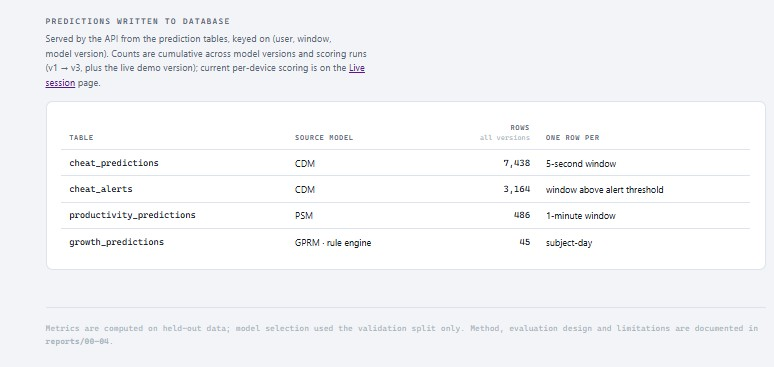 PREDICTIONS WRITTEN TO DATABASE
Served by the API from the prediction tables, keyed on (user, window,
model version). Counts are cumulative across model versions and scoring runs
(v1 → v3, plus the live demo version); current per-device scoring is on the Live
session page.
ROWS
TABLE SOURCE MODEL all versions ONE ROW PER
cheat_predictions CDM 7,438 5-second window
cheat_alerts CDM 3,164 window above alert threshold
productivity_predictions PSM 486 1-minute window
growth_predictions GPRM · rule engine 45 subject-day
Metrics are computed on held-out data; model selection used the validation split only. Method, evaluation design and limitations are documented in
reports/00–04.